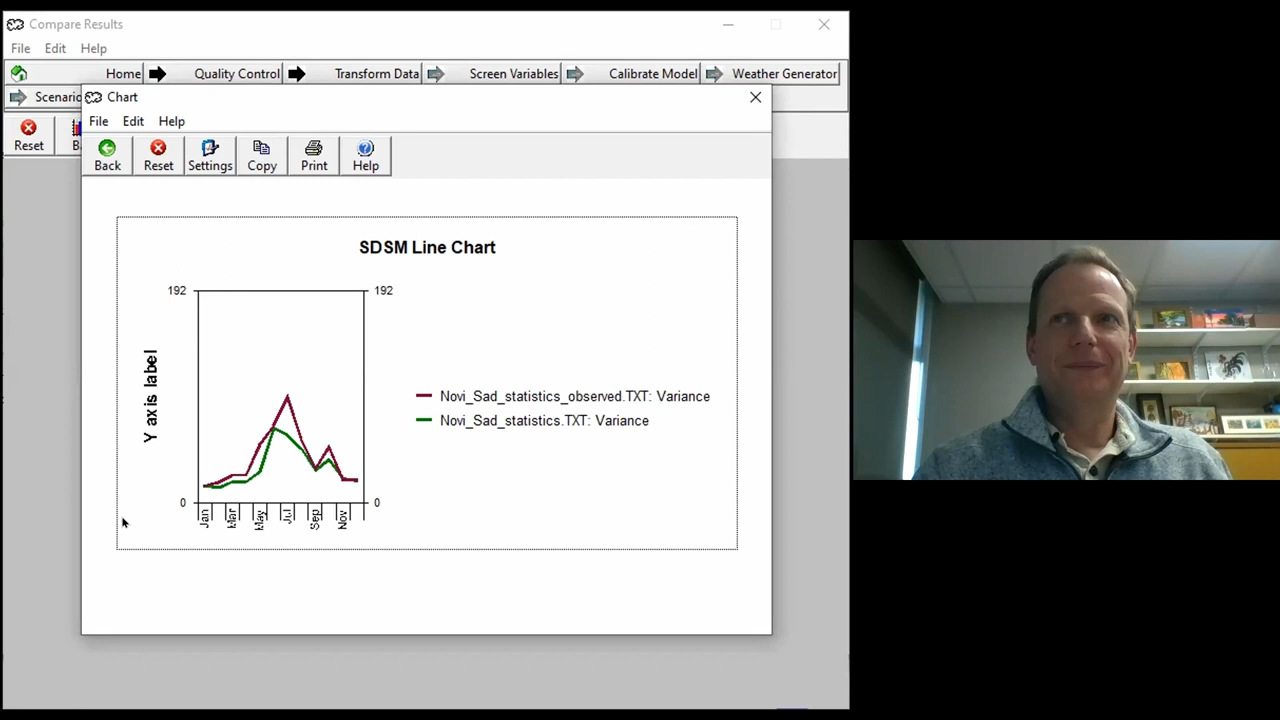 Compare Results
File Edit Help
Home Quality Control Transform Data Screen Variables Calibrate Model Weather Generator
Chart
File Edit Help
Reset
Back Reset Settings Copy Print Help
SDSM Line Chart
192 192
Y axis label
Novi_Sad_statistics_observed.TXT: Variance
Novi_Sad_statistics.TXT: Variance
0 0
Jan Mar May Jul Sep Nov